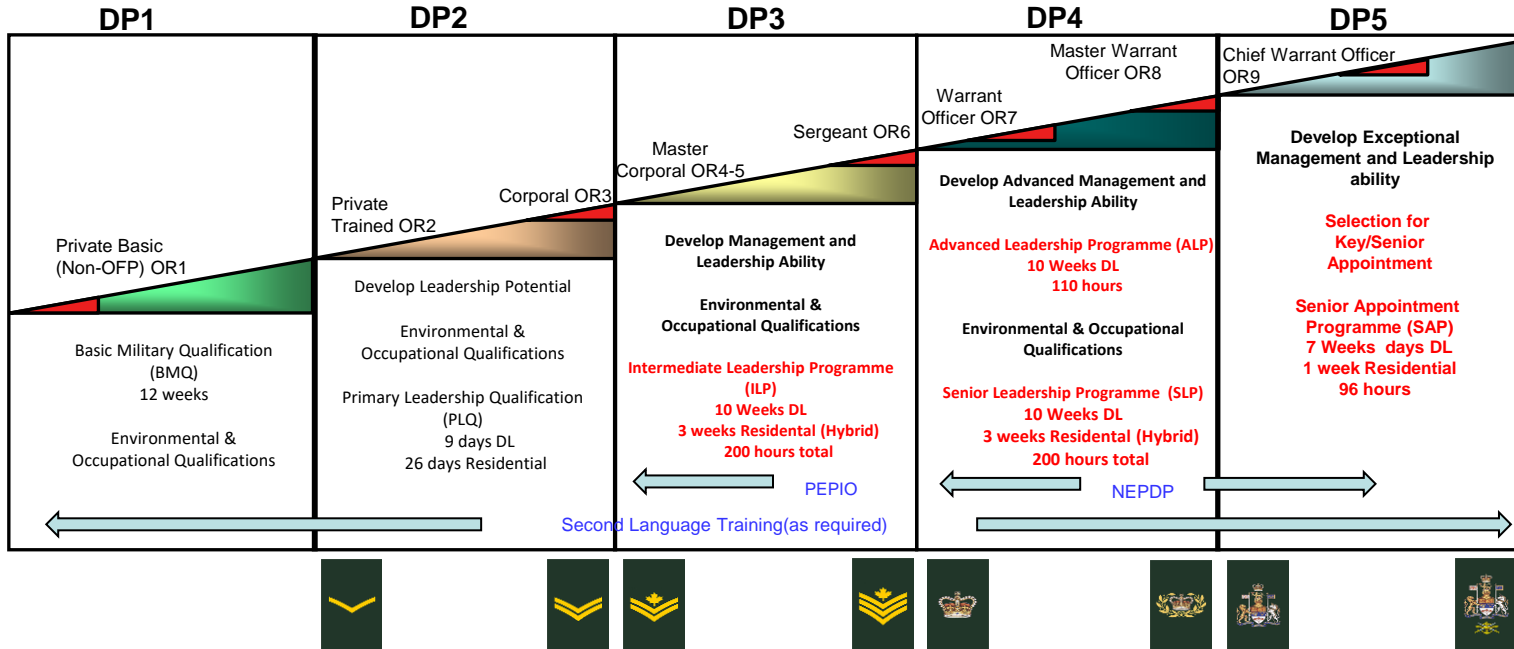 DP1
DP2
DP3
DP4
DP5
Private Basic
(Non-OFP) OR1
Basic Military Qualification
(BMQ)
12 weeks
Environmental &
Occupational Qualifications
Private
Trained OR2
Corporal OR3
Develop Leadership Potential
Environmental &
Occupational Qualifications
Primary Leadership Qualification
(PLQ)
9 days DL
26 days Residential
Master
Corporal OR4-5
Sergeant OR6
Develop Management and
Leadership Ability
Environmental &
Occupational Qualifications
Intermediate Leadership Programme
(ILP)
10 Weeks DL
3 weeks Residental (Hybrid)
200 hours total
PEPIO
Warrant
Officer OR7
Master Warrant
Officer OR8
Develop Advanced Management and
Leadership Ability
Advanced Leadership Programme (ALP)
10 Weeks DL
110 hours
Environmental & Occupational
Qualifications
Senior Leadership Programme (SLP)
10 Weeks DL
3 weeks Residental (Hybrid)
200 hours total
NEPDP
Chief Warrant Officer
OR9
Develop Exceptional
Management and Leadership
ability
Selection for
Key/Senior
Appointment
Senior Appointment
Programme (SAP)
7 Weeks days DL
1 week Residential
96 hours
Second Language Training(as required)